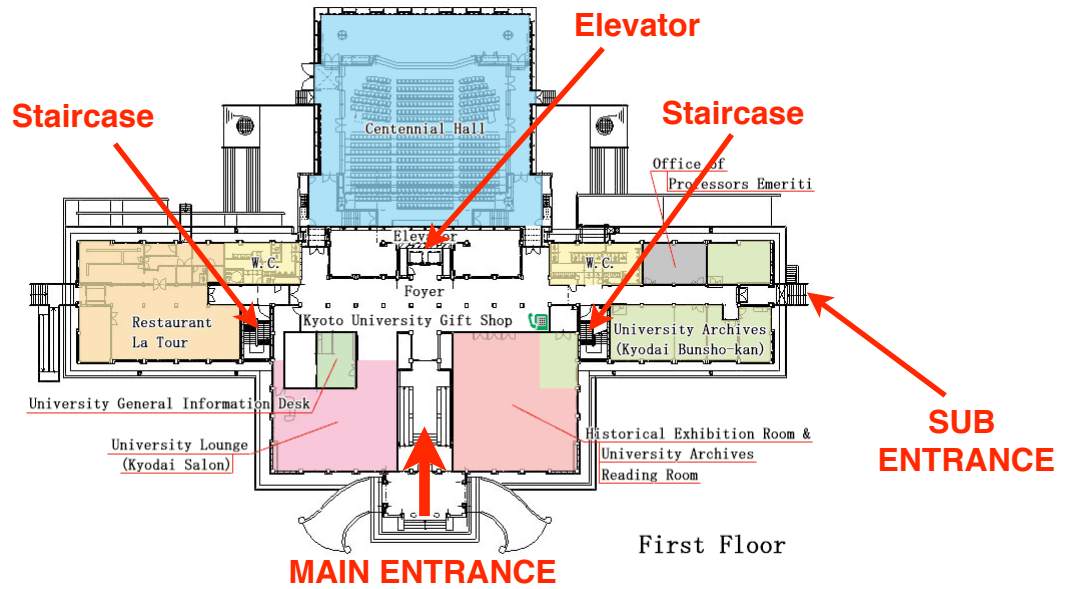 Elevator
Staircase
Staircase
Centennial Hall
Office of
Professors Emeriti
Elevator
W.C.
W.C.
Foyer
Restaurant
La Tour
Kyoto University Gift Shop
University Archives
(Kyodai Bunsho-kan)
University General Information Desk
University Lounge
(Kyodai Salon)
Historical Exhibition Room &
University Archives
Reading Room
SUB
ENTRANCE
First Floor
MAIN ENTRANCE